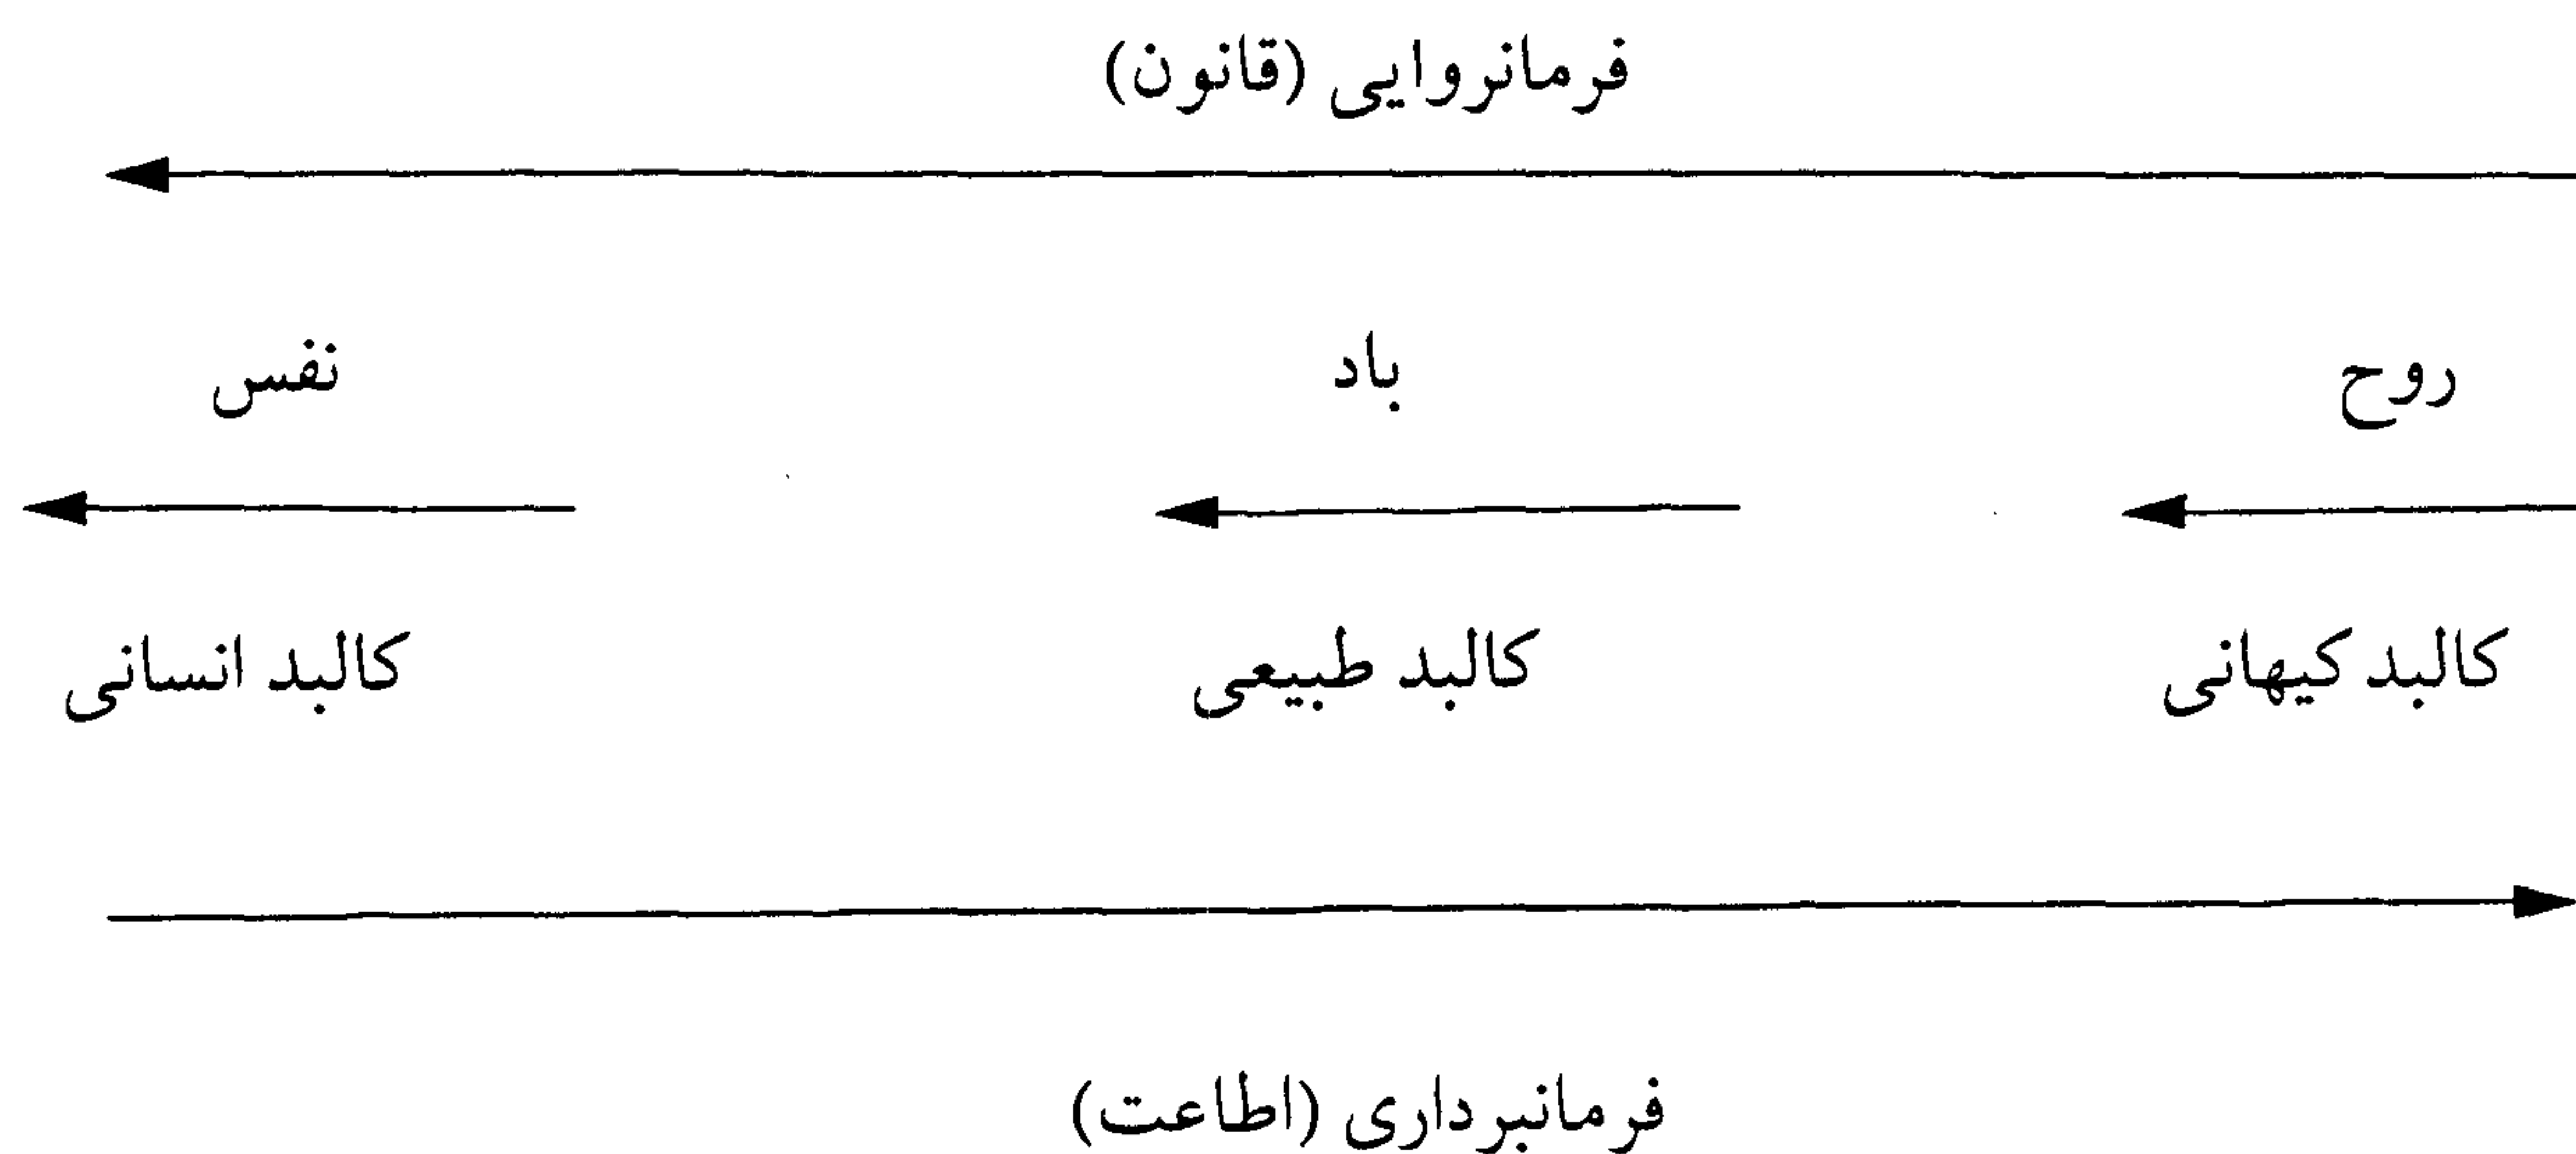 فرمانروایی (قانون)
روح باد نفس
کالبد کیهانی کالبد طبیعی کالبد انسانی
فرمانبرداری (اطاعت)